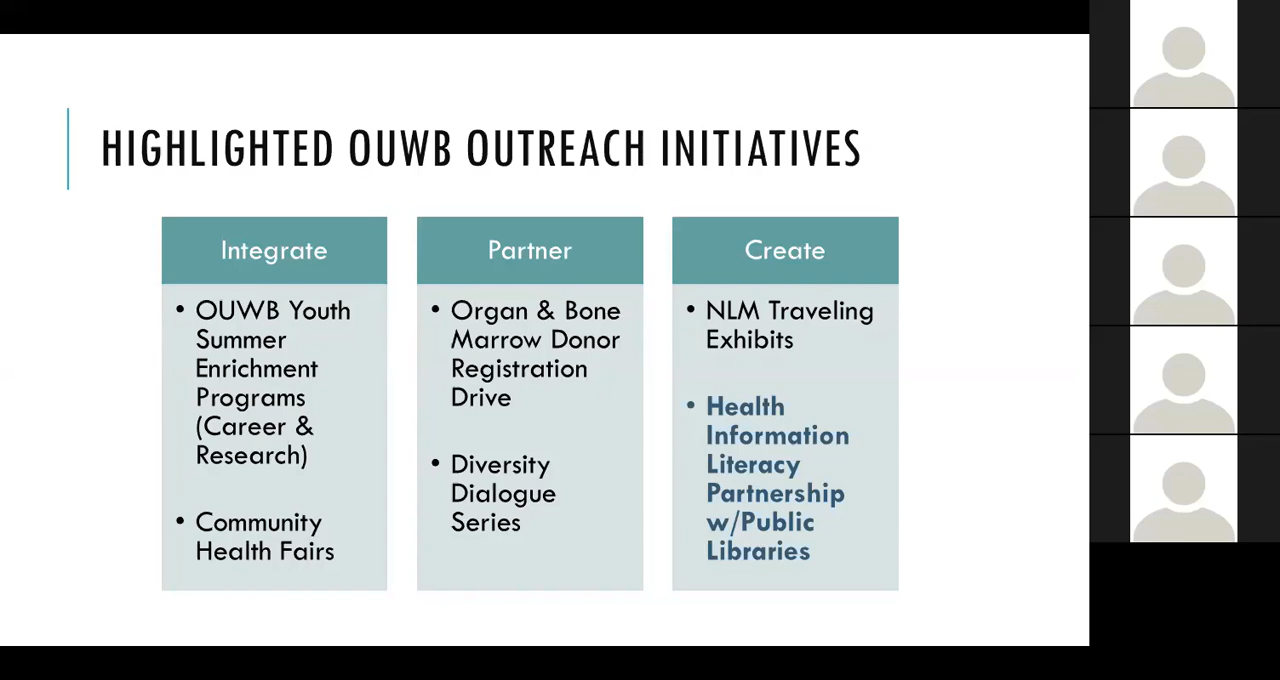 HIGHLIGHTED OUWB OUTREACH INITIATIVES
Integrate
• OUWB Youth
Summer
Enrichment
Programs
(Career &
Research)
• Community
Health Fairs
Partner
• Organ & Bone
Marrow Donor
Registration
Drive
• Diversity
Dialogue
Series
Create
• NLM Traveling
Exhibits
• Health
Information
Literacy
Partnership
w/Public
Libraries